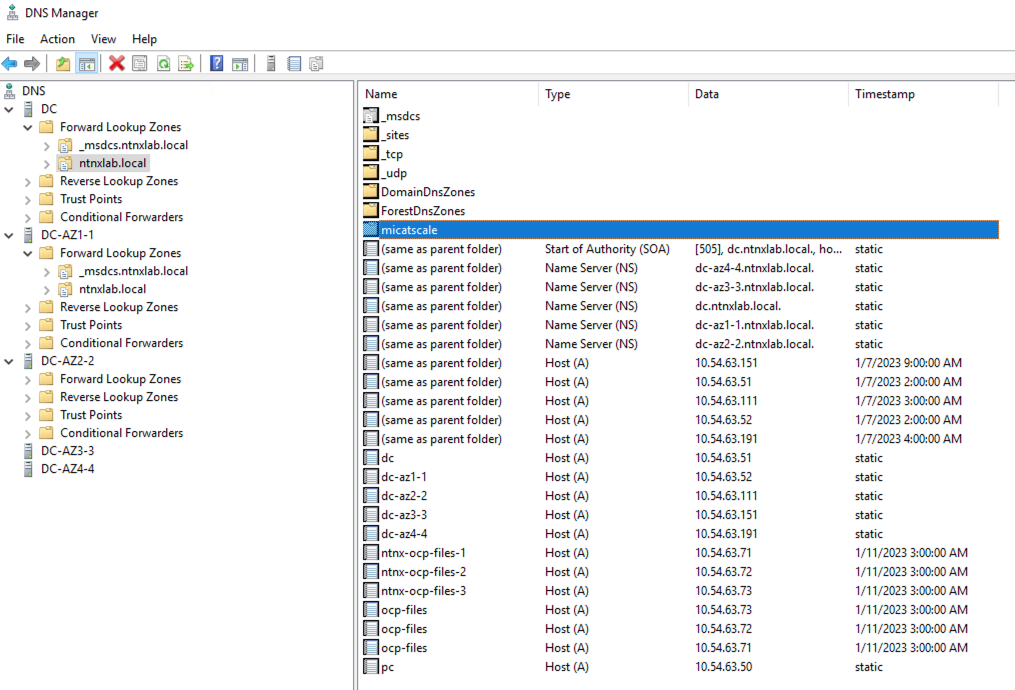 DNS Manager
File Action View Help
DNS
DC
Forward Lookup Zones
_msdcs.ntnxlab.local
ntnxlab.local
Reverse Lookup Zones
Trust Points
Conditional Forwarders
DC-AZ1-1
Forward Lookup Zones
_msdcs.ntnxlab.local
ntnxlab.local
Reverse Lookup Zones
Trust Points
Conditional Forwarders
DC-AZ2-2
Forward Lookup Zones
Reverse Lookup Zones
Trust Points
Conditional Forwarders
DC-AZ3-3
DC-AZ4-4
Name Type Data Timestamp
_msdcs
_sites
_tcp
_udp
DomainDnsZones
ForestDnsZones
micatscale
(same as parent folder) Start of Authority (SOA) [505], dc.ntnxlab.local., ho... static
(same as parent folder) Name Server (NS) dc-az4-4.ntnxlab.local. static
(same as parent folder) Name Server (NS) dc-az3-3.ntnxlab.local. static
(same as parent folder) Name Server (NS) dc.ntnxlab.local. static
(same as parent folder) Name Server (NS) dc-az1-1.ntnxlab.local. static
(same as parent folder) Name Server (NS) dc-az2-2.ntnxlab.local. static
(same as parent folder) Host (A) 10.54.63.151 1/7/2023 9:00:00 AM
(same as parent folder) Host (A) 10.54.63.51 1/7/2023 2:00:00 AM
(same as parent folder) Host (A) 10.54.63.111 1/7/2023 3:00:00 AM
(same as parent folder) Host (A) 10.54.63.52 1/7/2023 2:00:00 AM
(same as parent folder) Host (A) 10.54.63.191 1/7/2023 4:00:00 AM
dc Host (A) 10.54.63.51 static
dc-az1-1 Host (A) 10.54.63.52 static
dc-az2-2 Host (A) 10.54.63.111 static
dc-az3-3 Host (A) 10.54.63.151 static
dc-az4-4 Host (A) 10.54.63.191 static
ntnx-ocp-files-1 Host (A) 10.54.63.71 1/11/2023 3:00:00 AM
ntnx-ocp-files-2 Host (A) 10.54.63.72 1/11/2023 3:00:00 AM
ntnx-ocp-files-3 Host (A) 10.54.63.73 1/11/2023 3:00:00 AM
ocp-files Host (A) 10.54.63.73 1/11/2023 3:00:00 AM
ocp-files Host (A) 10.54.63.72 1/11/2023 3:00:00 AM
ocp-files Host (A) 10.54.63.71 1/11/2023 3:00:00 AM
pc Host (A) 10.54.63.50 static